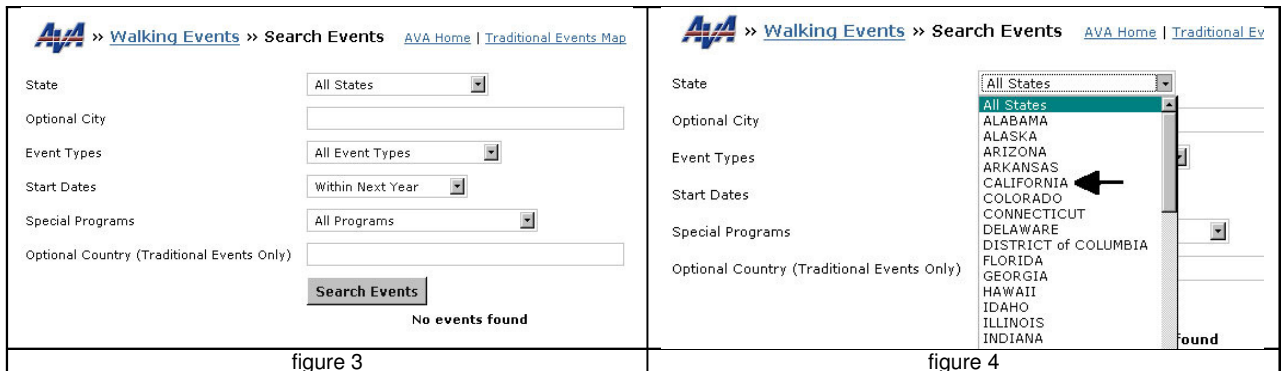 AVA » Walking Events » Search Events AVA Home | Traditional Events Map
State All States
Optional City
Event Types All Event Types
Start Dates Within Next Year
Special Programs All Programs
Optional Country (Traditional Events Only)
Search Events
No events found
figure 3
AVA » Walking Events » Search Events AVA Home | Traditional Ev
State All States
All States
Optional City
ALABAMA
ALASKA
Event Types
ARIZONA
ARKANSAS
CALIFORNIA
Start Dates
COLORADO
CONNECTICUT
Special Programs
DELAWARE
DISTRICT of COLUMBIA
FLORIDA
Optional Country (Traditional Events Only)
GEORGIA
HAWAII
IDAHO
ILLINOIS
INDIANA
found
figure 4